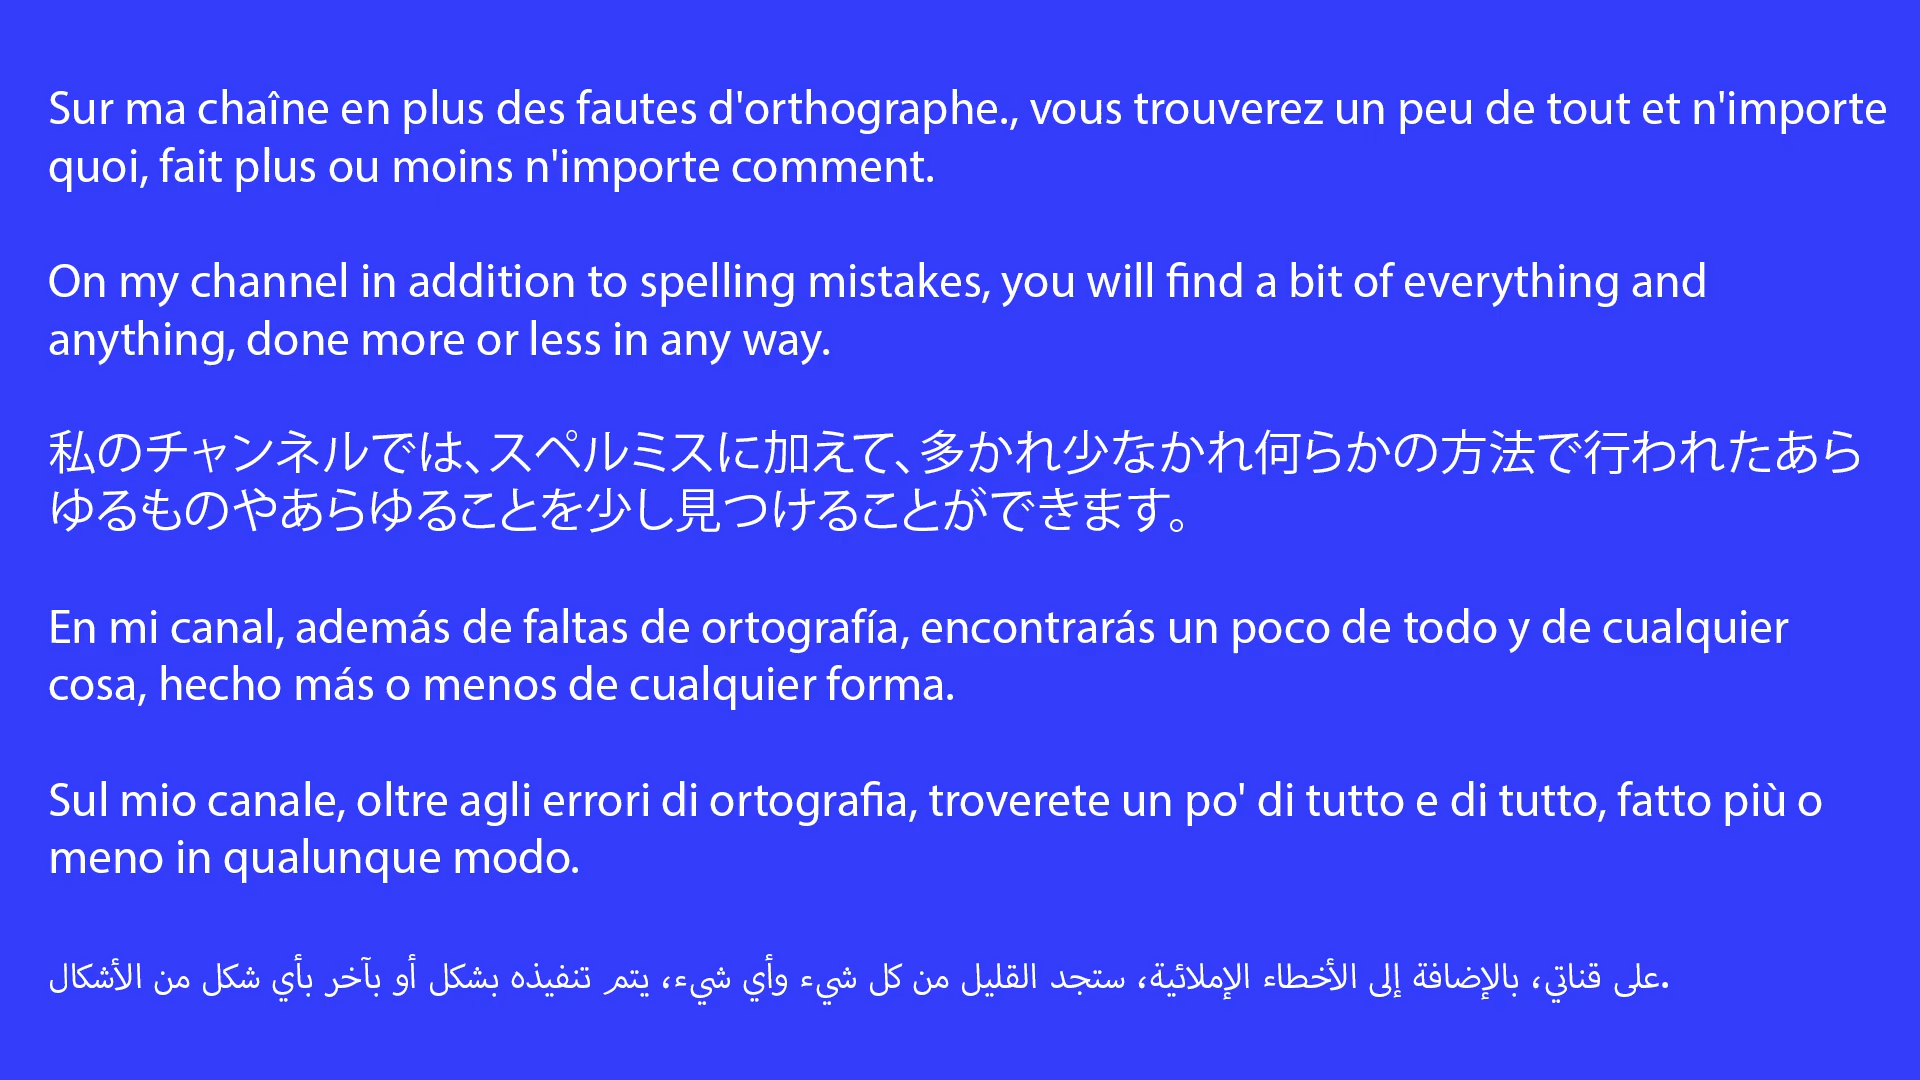 Sur ma chaîne en plus des fautes d'orthographe., vous trouverez un peu de tout et n'importe
quoi, fait plus ou moins n'importe comment.
On my channel in addition to spelling mistakes, you will find a bit of everything and
anything, done more or less in any way.
私のチャンネルでは、スペルミスに加えて、多かれ少なかれ何らかの方法で行われたあら
ゆるものやあらゆることを少し見つけることができます。
En mi canal, además de faltas de ortografía, encontrarás un poco de todo y de cualquier
cosa, hecho más o menos de cualquier forma.
Sul mio canale, oltre agli errori di ortografia, troverete un po' di tutto e di tutto, fatto più o
meno in qualunque modo.
على قناتي، بالإضافة إلى الأخطاء الإملائية، ستجد القليل من كل شيء وأي شيء، يتم تنفيذه بشكل أو بآخر بأي شكل من الأشكال.